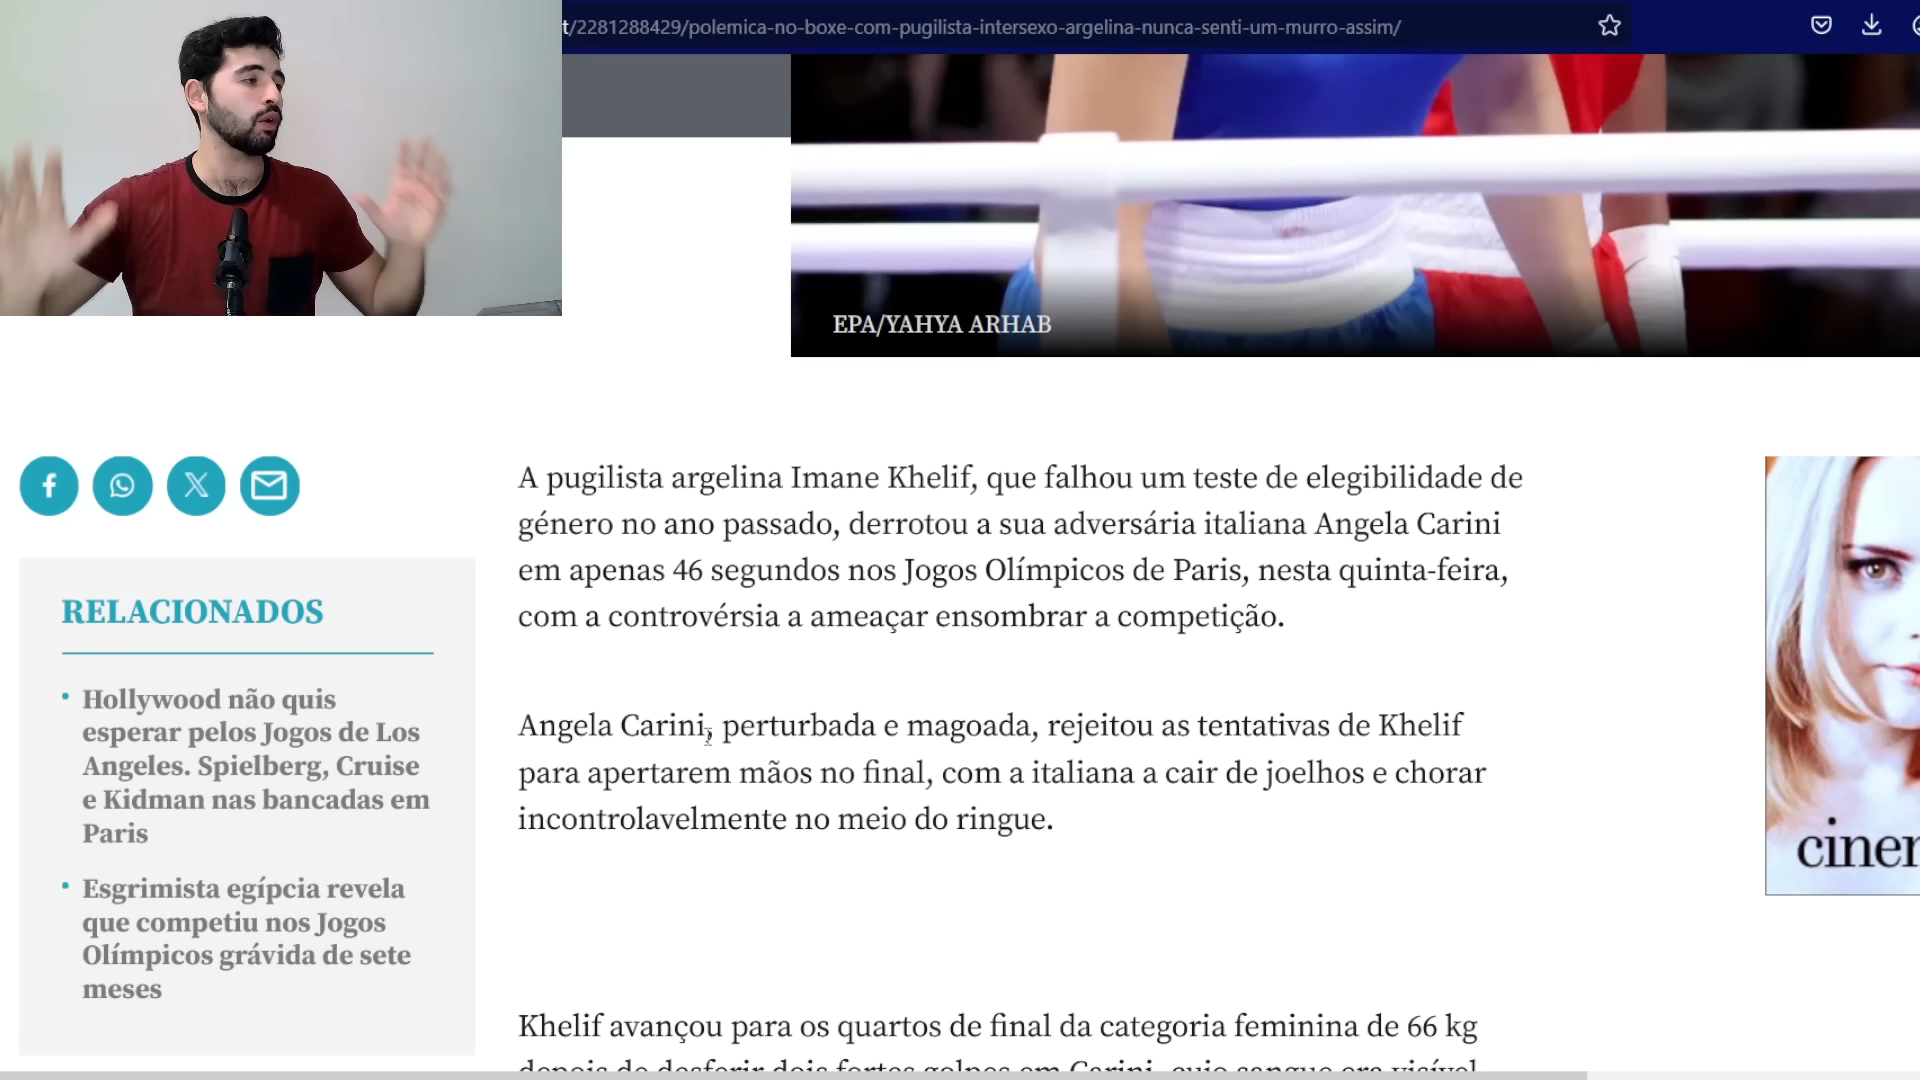 t/2281288429/polemica-no-boxe-com-pugilista-intersexo-argelina-nunca-senti-um-murro-assim/
EPA/YAHYA ARHAB
A pugilista argelina Imane Khelif, que falhou um teste de elegibilidade de
género no ano passado, derrotou a sua adversária italiana Angela Carini
em apenas 46 segundos nos Jogos Olímpicos de Paris, nesta quinta-feira,
com a controvérsia a ameaçar ensombrar a competição.
Angela Carini, perturbada e magoada, rejeitou as tentativas de Khelif
para apertarem mãos no final, com a italiana a cair de joelhos e chorar
incontrolavelmente no meio do ringue.
Khelif avançou para os quartos de final da categoria feminina de 66 kg
depois de desferir dois fortes golpes em Carini, cujo sangue era visível
RELACIONADOS
Hollywood não quis
esperar pelos Jogos de Los
Angeles. Spielberg, Cruise
e Kidman nas bancadas em
Paris
Esgrimista egípcia revela
que competiu nos Jogos
Olímpicos grávida de sete
meses